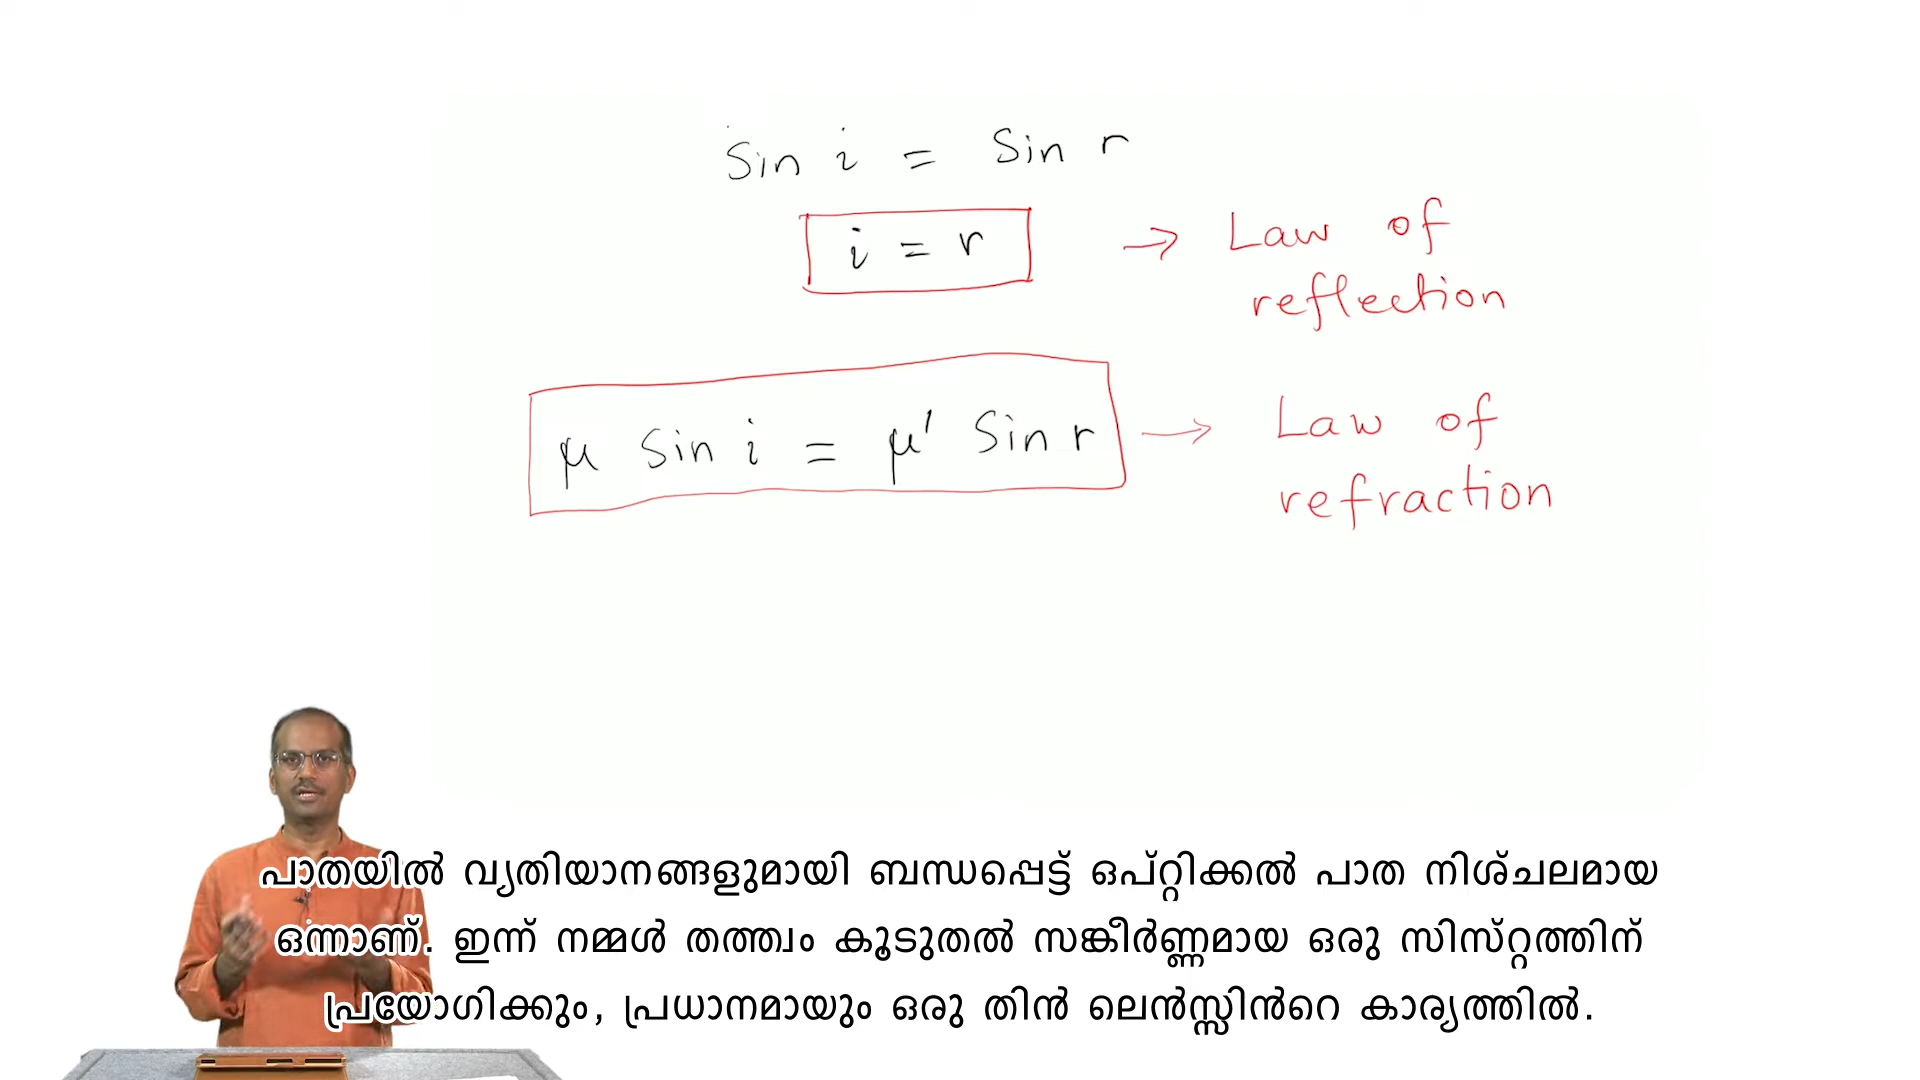 Sin i = Sin r
i = r → Law of
reflection
μ Sin i = μ' Sin r → Law of
refraction
പാതയിൽ വ്യതിയാനങ്ങളുമായി ബന്ധപ്പെട്ട് ഒപ്റ്റിക്കൽ പാത നിശ്ചലമായ
ഒന്നാണ്. ഇന്ന് നമ്മൾ തത്ത്വം കൂടുതൽ സങ്കീർണ്ണമായ ഒരു സിസ്റ്റത്തിന്
പ്രയോഗിക്കും, പ്രധാനമായും ഒരു തിൻ ലെൻസ്സിൻറെ കാര്യത്തിൽ.